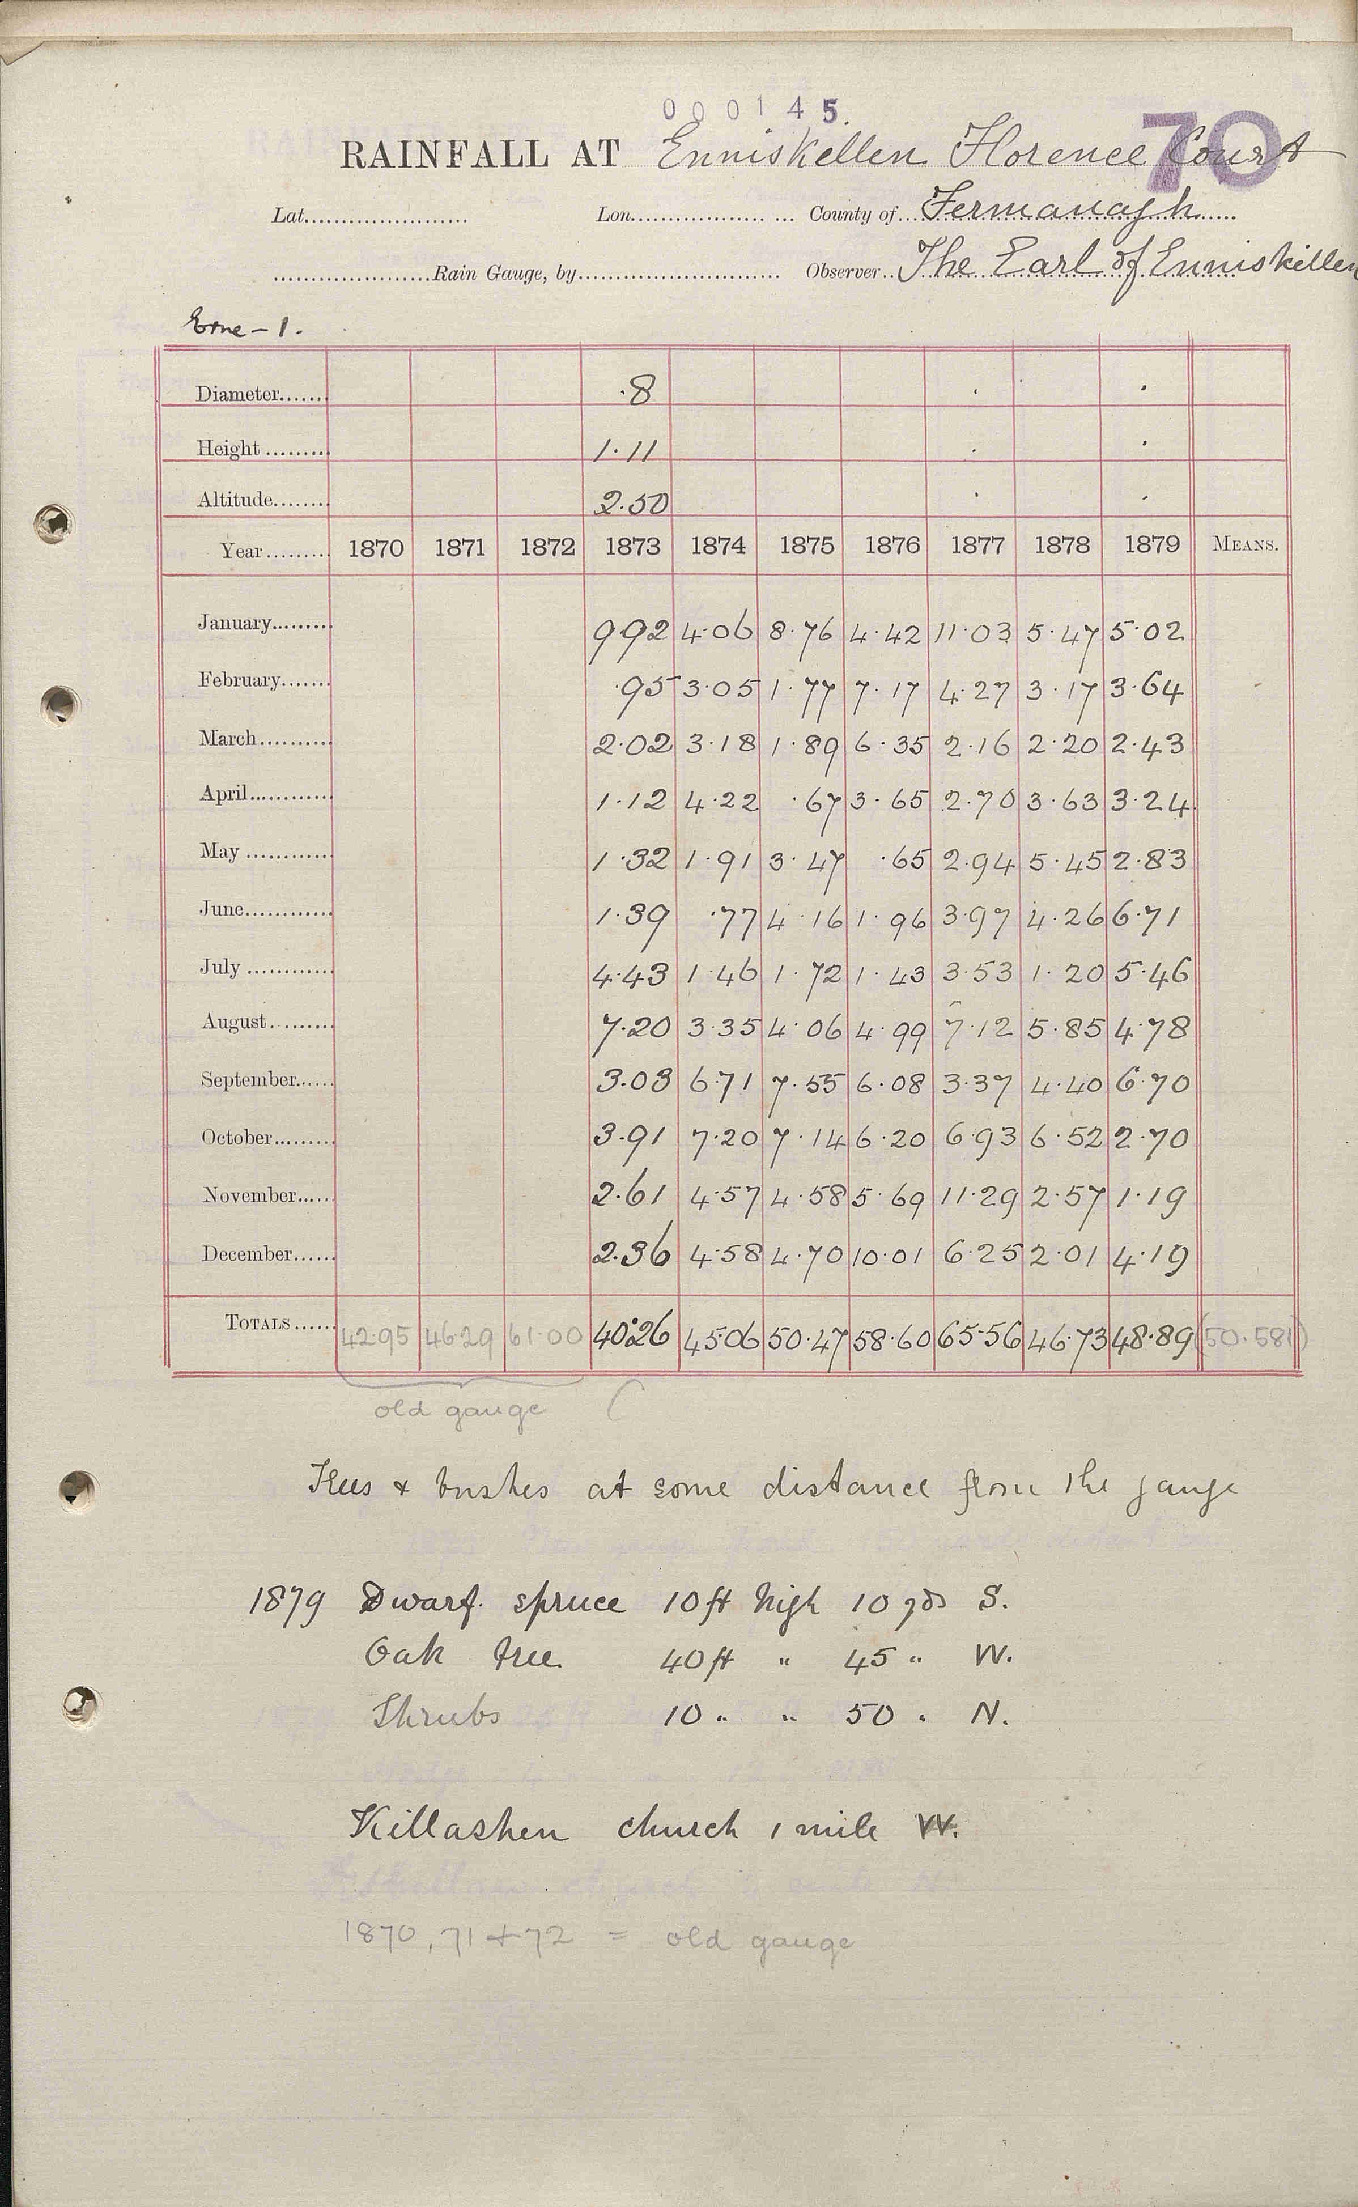 000145.
70
RAINFALL AT Enniskellen Florence Court
Lat. Lon. County of Fermanagh
Rain Gauge, by Observer The Earl of Enniskillen
Erne - 1.
Diameter ·8
Height 1·11
Altitude 2·50
Year 1870 1871 1872 1873 1874 1875 1876 1877 1878 1879 MEANS.
January 9·92 4·06 8·76 4·42 11·03 5·47 5·02
February ·95 3·05 1·77 7·17 4·27 3·17 3·64
March 2·02 3·18 1·89 6·35 2·16 2·20 2·43
April 1·12 4·22 ·67 3·65 2·70 3·63 3·24
May 1·32 1·91 3·47 ·65 2·94 5·45 2·83
June 1·39 ·77 4·16 1·96 3·97 4·26 6·71
July 4·43 1·46 1·72 1·43 3·53 1·20 5·46
August 7·20 3·35 4·06 4·99 7·12 5·85 4·78
September 3·03 6·71 7·55 6·08 3·37 4·40 6·70
October 3·91 7·20 7·14 6·20 6·93 6·52 2·70
November 2·61 4·57 4·58 5·69 11·29 2·57 1·19
December 2·36 4·58 4·70 10·01 6·25 2·01 4·19
TOTALS 42·95 46·29 61·00 40·26 45·06 50·47 58·60 65·56 46·73 48·89 (50·581)
old gauge (
Trees & bushes at some distance from the gauge
1879 Dwarf spruce 10 ft high 10 yds S.
Oak tree 40 ft " 45 " W.
Shrubs 10 " " 50 " N.
Killashen church 1 mile W.
1870, 71 + 72 = old gauge